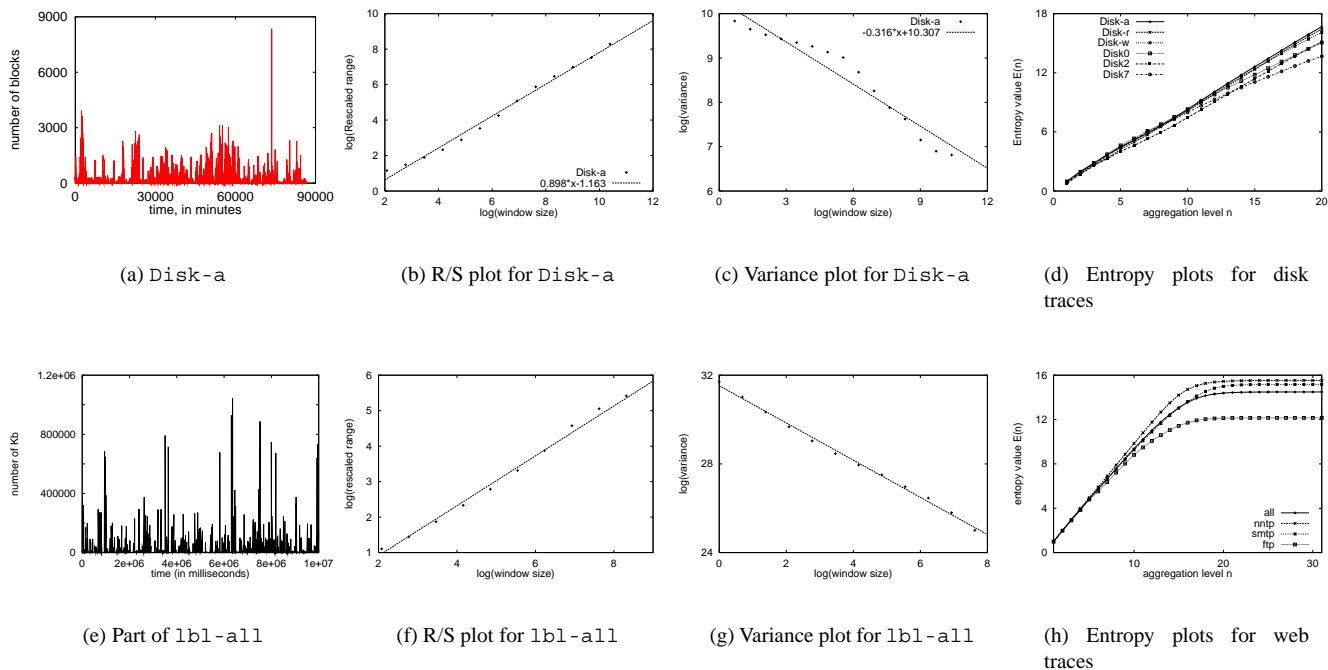 number of blocks
9000
6000
3000
0
0 30000 60000 90000
time, in minutes
(a) Disk-a
log(Rescaled range)
10
8
6
4
2
0
2 4 6 8 10 12
log(window size)
Disk-a
0.898*x-1.163
(b) R/S plot for Disk-a
log(variance)
10
9
8
7
6
0 3 6 9 12
log(window size)
Disk-a
-0.316*x+10.307
(c) Variance plot for Disk-a
Entropy value E(n)
18
12
6
0
0 5 10 15 20
aggregation level n
Disk-a
Disk-r
Disk-w
Disk0
Disk2
Disk7
(d) Entropy plots for disk
traces
number of Kb
1.2e+06
800000
400000
0
0 2e+06 4e+06 6e+06 8e+06 1e+07
time (in milliseconds)
(e) Part of lbl-all
log(rescaled range)
6
5
4
3
2
1
2 4 6 8
log(window size)
(f) R/S plot for lbl-all
log(variance)
32
28
24
0 2 4 6 8
log(window size)
(g) Variance plot for lbl-all
entopy value E(n)
16
12
8
4
0
10 20 30
aggregation level n
all
nntp
smtp
ftp
(h) Entropy plots for web
traces